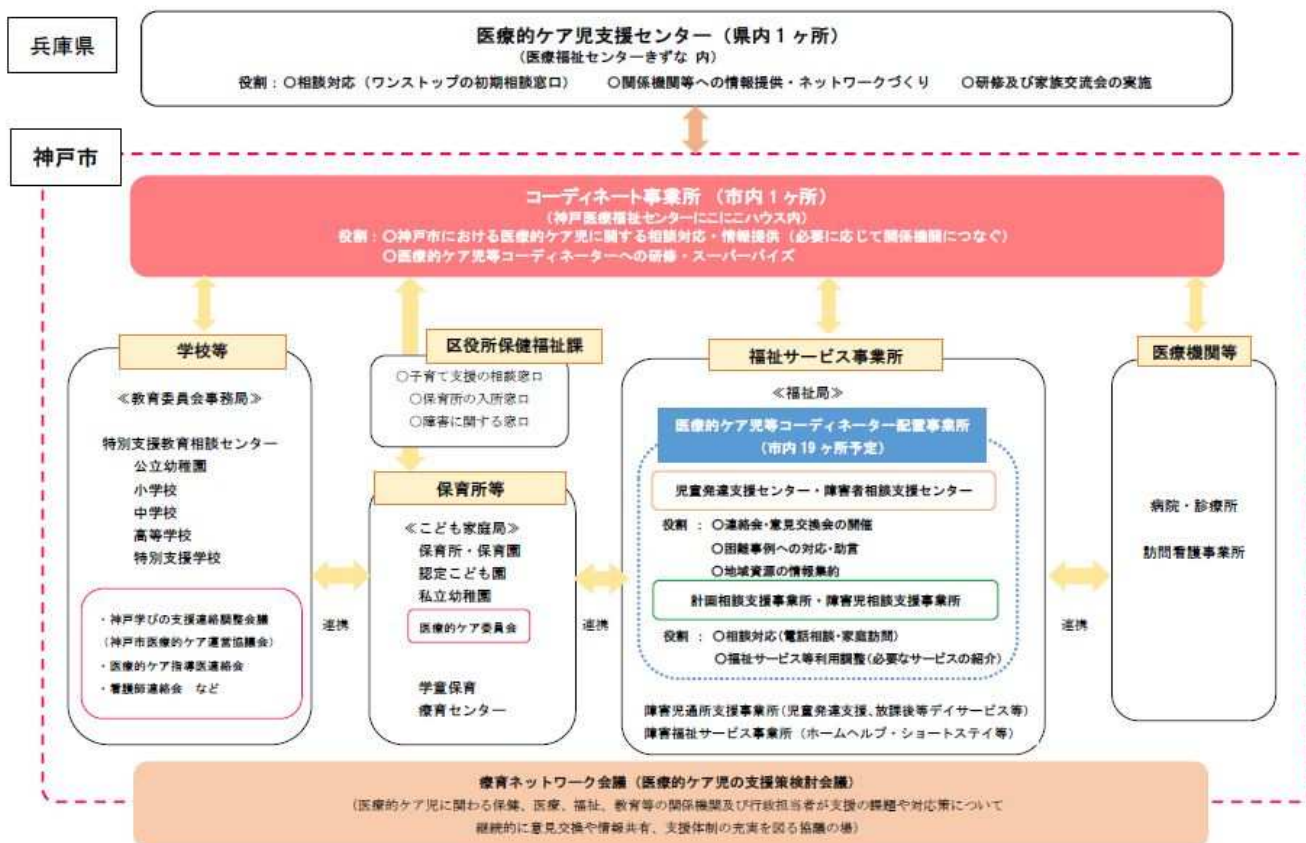 兵庫県
医療的ケア児支援センター（県内１ヶ所）
（医療福祉センターきずな 内）
役割：〇相談対応（ワンストップの初期相談窓口）　〇関係機関等への情報提供・ネットワークづくり　〇研修及び家族交流会の実施
神戸市
コーディネート事業所 （市内１ヶ所）
（神戸医療福祉センターにこにこハウス内）
役割：〇神戸市における医療的ケア児に関する相談対応・情報提供（必要に応じて関係機関につなぐ）
〇医療的ケア児等コーディネーターへの研修・スーパーバイズ
学校等
≪教育委員会事務局≫
特別支援教育相談センター
公立幼稚園
小学校
中学校
高等学校
特別支援学校
・神戸学びの支援連絡調整会議
（神戸市医療的ケア運営協議会）
・医療的ケア指導医連絡会
・看護師連絡会　など
連携
区役所保健福祉課
〇子育て支援の相談窓口
〇保育所の入所窓口
〇障害に関する窓口
保育所等
≪こども家庭局≫
保育所・保育園
認定こども園
私立幼稚園
医療的ケア委員会
学童保育
療育センター
連携
福祉サービス事業所
≪福祉局≫
医療的ケア児等コーディネーター配置事業所
（市内 19 ヶ所予定）
児童発達支援センター・障害者相談支援センター
役割 ： 〇連絡会・意見交換会の開催
〇困難事例への対応・助言
〇地域資源の情報集約
計画相談支援事業所・障害児相談支援事業所
役割 ： 〇相談対応（電話相談・家庭訪問）
〇福祉サービス等利用調整（必要なサービスの紹介）
障害児通所支援事業所（児童発達支援、放課後等デイサービス等）
障害福祉サービス事業所（ホームヘルプ・ショートステイ等）
連携
医療機関等
病院・診療所
訪問看護事業所
療育ネットワーク会議（医療的ケア児の支援策検討会議）
（医療的ケア児に関わる保健、医療、福祉、教育等の関係機関及び行政担当者が支援の課題や対応策について
継続的に意見交換や情報共有、支援体制の充実を図る協議の場）